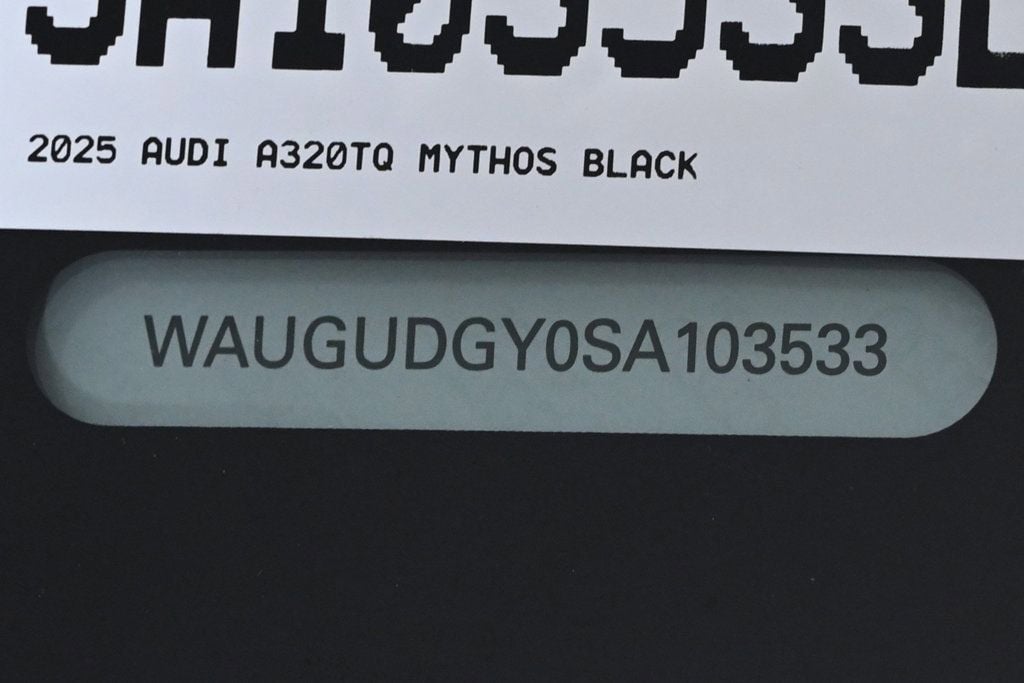 2025 AUDI A320TQ MYTHOS BLACK
WAUGUDGY0SA103533